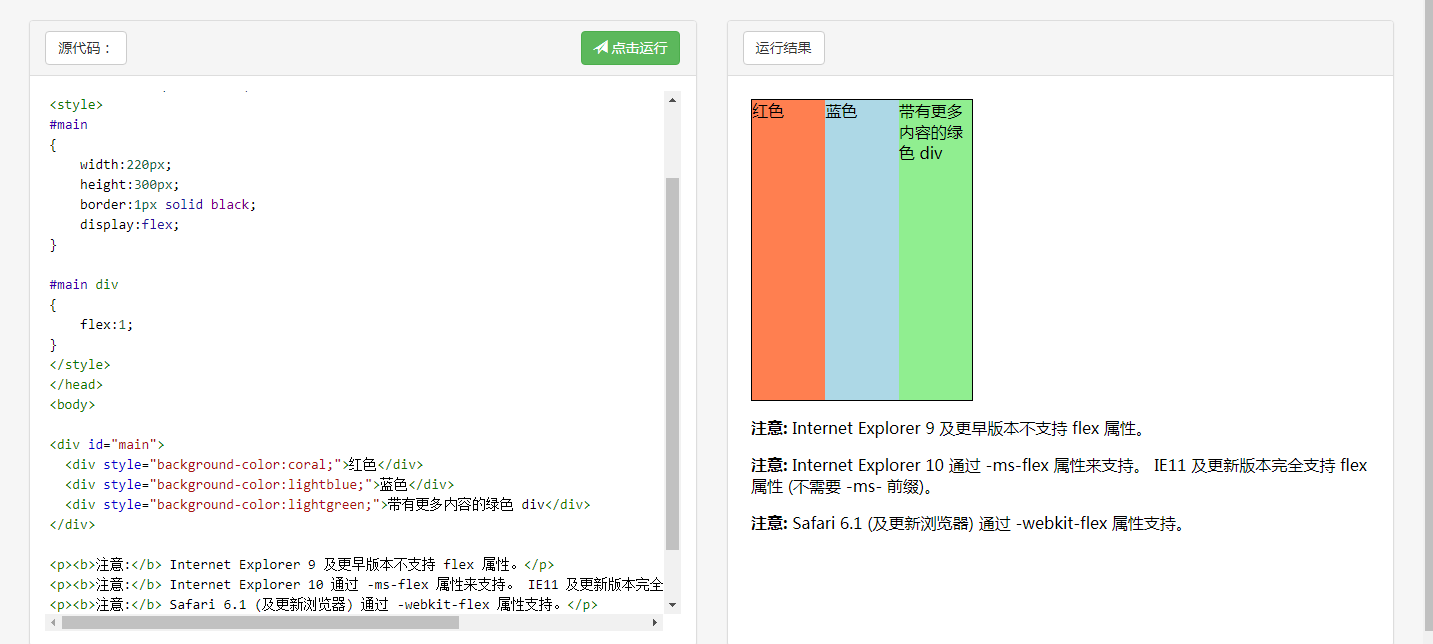 源代码：
点击运行
<style>
#main
{
    width:220px;
    height:300px;
    border:1px solid black;
    display:flex;
}
#main div
{
    flex:1;
}
</style>
</head>
<body>
<div id="main">
  <div style="background-color:coral;">红色</div>
  <div style="background-color:lightblue;">蓝色</div>
  <div style="background-color:lightgreen;">带有更多内容的绿色 div</div>
</div>
<p><b>注意:</b> Internet Explorer 9 及更早版本不支持 flex 属性。</p>
<p><b>注意:</b> Internet Explorer 10 通过 -ms-flex 属性来支持。 IE11 及更新版本完全
<p><b>注意:</b> Safari 6.1 (及更新浏览器) 通过 -webkit-flex 属性支持。</p>
运行结果
红色
蓝色
带有更多
内容的绿
色 div
注意: Internet Explorer 9 及更早版本不支持 flex 属性。
注意: Internet Explorer 10 通过 -ms-flex 属性来支持。 IE11 及更新版本完全支持 flex
属性 (不需要 -ms- 前缀)。
注意: Safari 6.1 (及更新浏览器) 通过 -webkit-flex 属性支持。